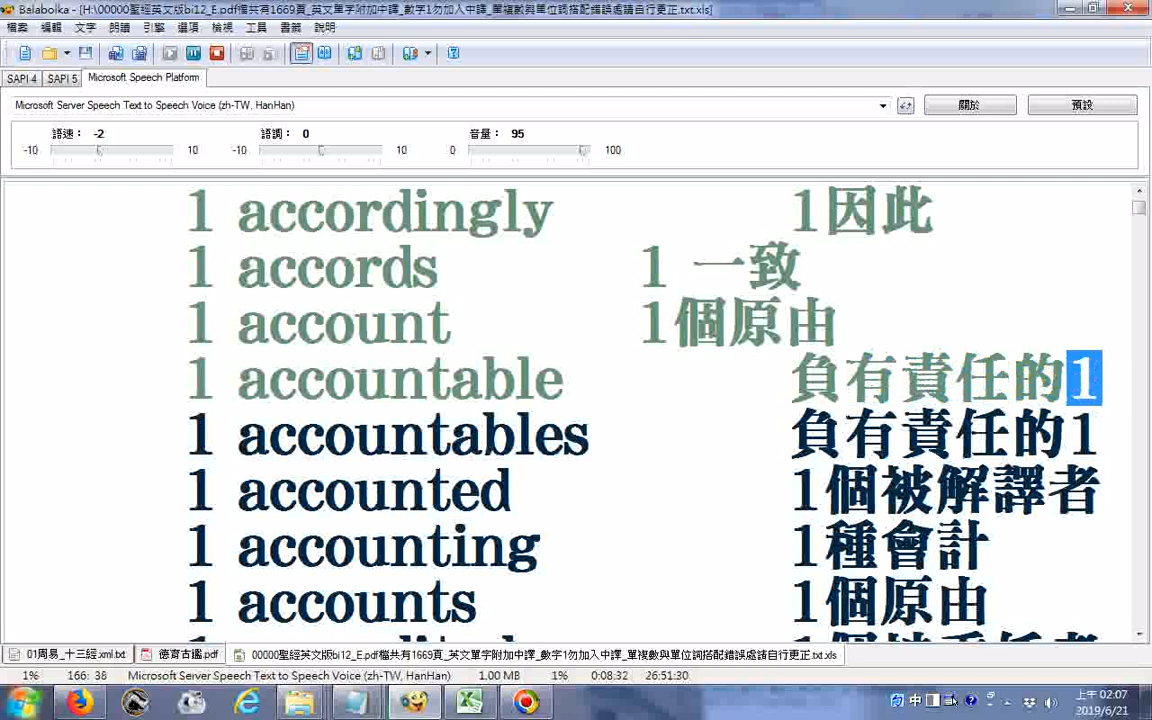 Balabolka - [H:\00000聖經英文版bi12_E.pdf檔共有1669頁_英文單字附加中譯_數字1勿加入中譯_單複數與單位詞搭配錯誤處請自行更正.txt.xls]
檔案 編輯 文字 朗讀 引擎 選項 檢視 工具 書籤 說明
SAPI 4 SAPI 5 Microsoft Speech Platform
Microsoft Server Speech Text to Speech Voice (zh-TW, HanHan) 關於 預設
語速： -2 語調： 0 音量： 95
-10 10 -10 10 0 100
1 accordingly 1因此
1 accords 1 一致
1 account 1個原由
1 accountable 負有責任的1
1 accountables 負有責任的1
1 accounted 1個被解譯者
1 accounting 1種會計
1 accounts 1個原由
01周易_十三經.xml.txt 德育古鑑.pdf 00000聖經英文版bi12_E.pdf檔共有1669頁_英文單字附加中譯_數字1勿加入中譯_單複數與單位詞搭配錯誤處請自行更正.txt.xls
1% 166: 38 Microsoft Server Speech Text to Speech Voice (zh-TW, HanHan) 1.00 MB 1% 0:08:32 26:51:30
中 上午 02:07
2019/6/21